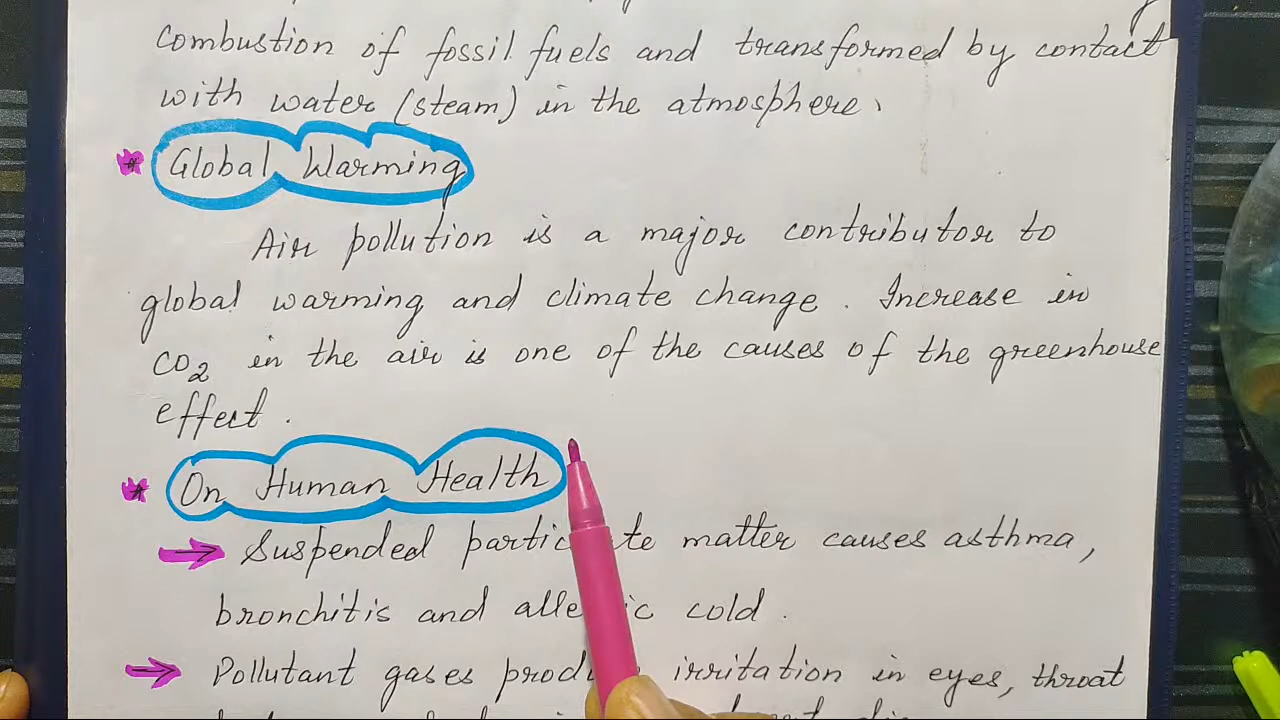 combustion of fossil fuels and transformed by contact
with water (steam) in the atmosphere.
* Global Warming
Air pollution is a major contributor to
global warming and climate change. Increase in
CO2 in the air is one of the causes of the greenhouse
effect.
* On Human Health
→ Suspended matter causes asthma,
bronchitis and cold.
→ Pollutant gases irritation in eyes, throat